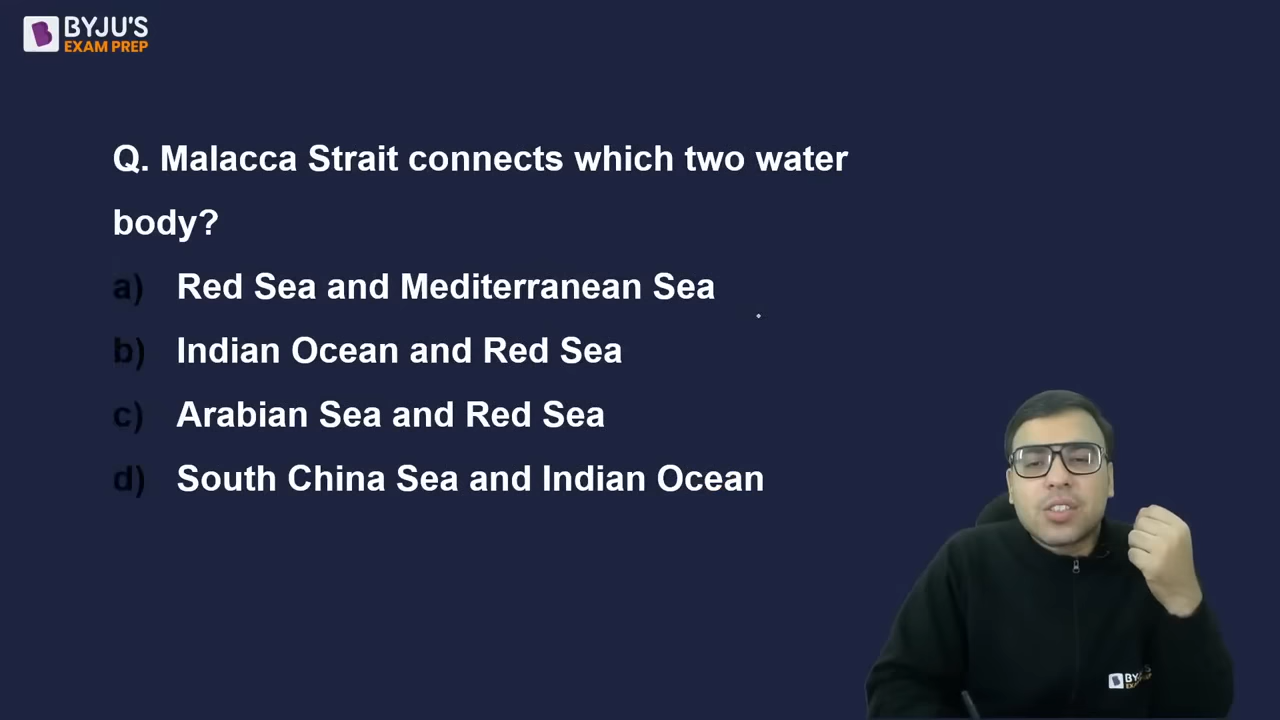 BYJU'S
EXAM PREP
Q. Malacca Strait connects which two water
body?
a) Red Sea and Mediterranean Sea
b) Indian Ocean and Red Sea
c) Arabian Sea and Red Sea
d) South China Sea and Indian Ocean